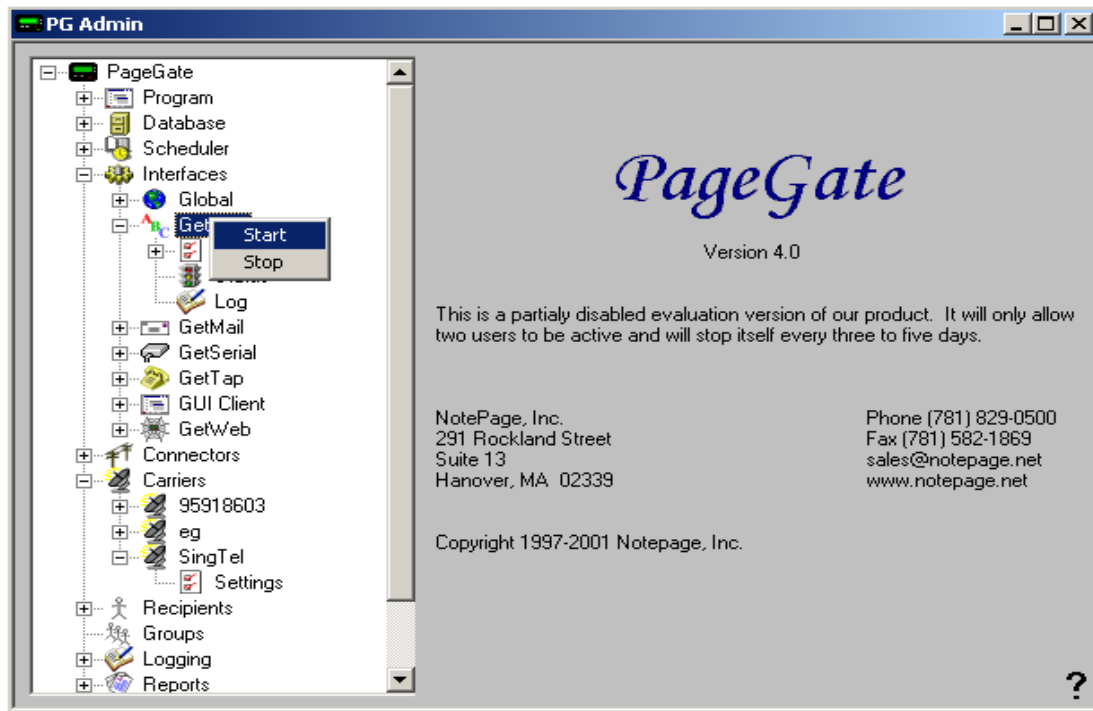 PG Admin
PageGate
Program
Database
Scheduler
Interfaces
Global
Get
Start
Stop
Log
GetMail
GetSerial
GetTap
GUI Client
GetWeb
Connectors
Carriers
95918603
eg
SingTel
Settings
Recipients
Groups
Logging
Reports
PageGate
Version 4.0
This is a partialy disabled evaluation version of our product. It will only allow
two users to be active and will stop itself every three to five days.
NotePage, Inc.
291 Rockland Street
Suite 13
Hanover, MA 02339
Phone (781) 829-0500
Fax (781) 582-1869
sales@notepage.net
www.notepage.net
Copyright 1997-2001 Notepage, Inc.
?